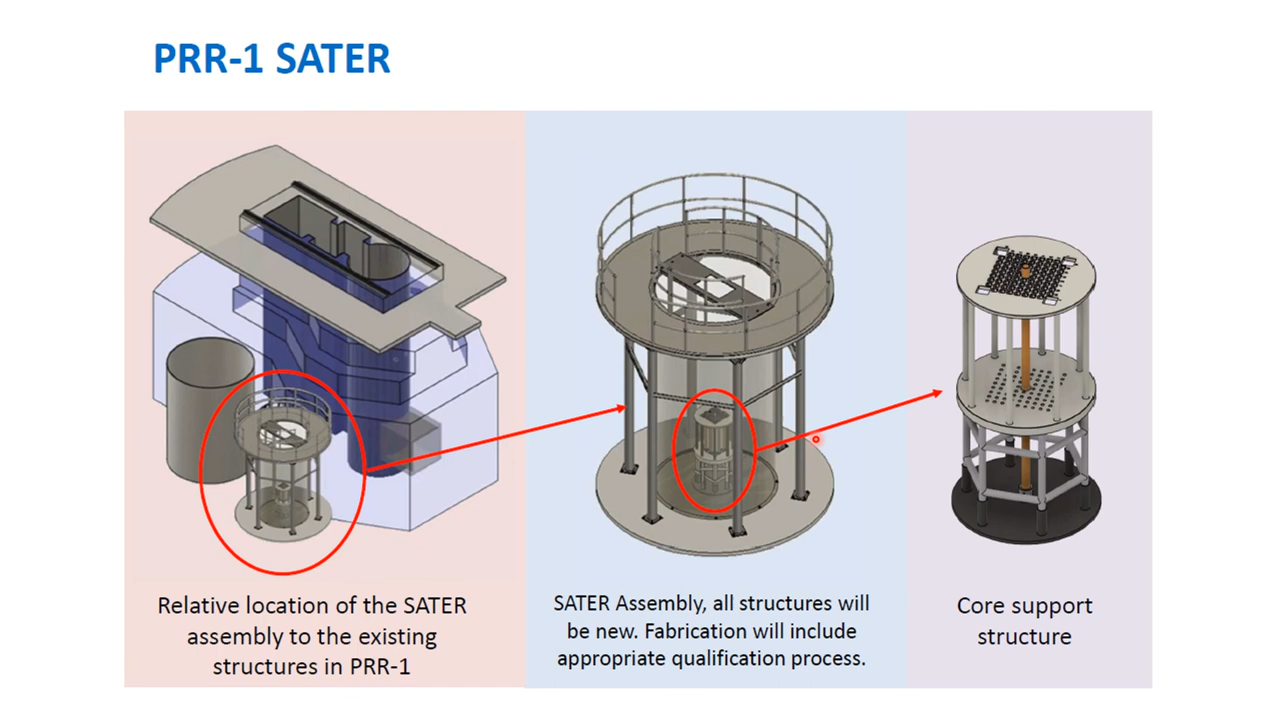 PRR-1 SATER
Relative location of the SATER
assembly to the existing
structures in PRR-1
SATER Assembly, all structures will
be new. Fabrication will include
appropriate qualification process.
Core support
structure